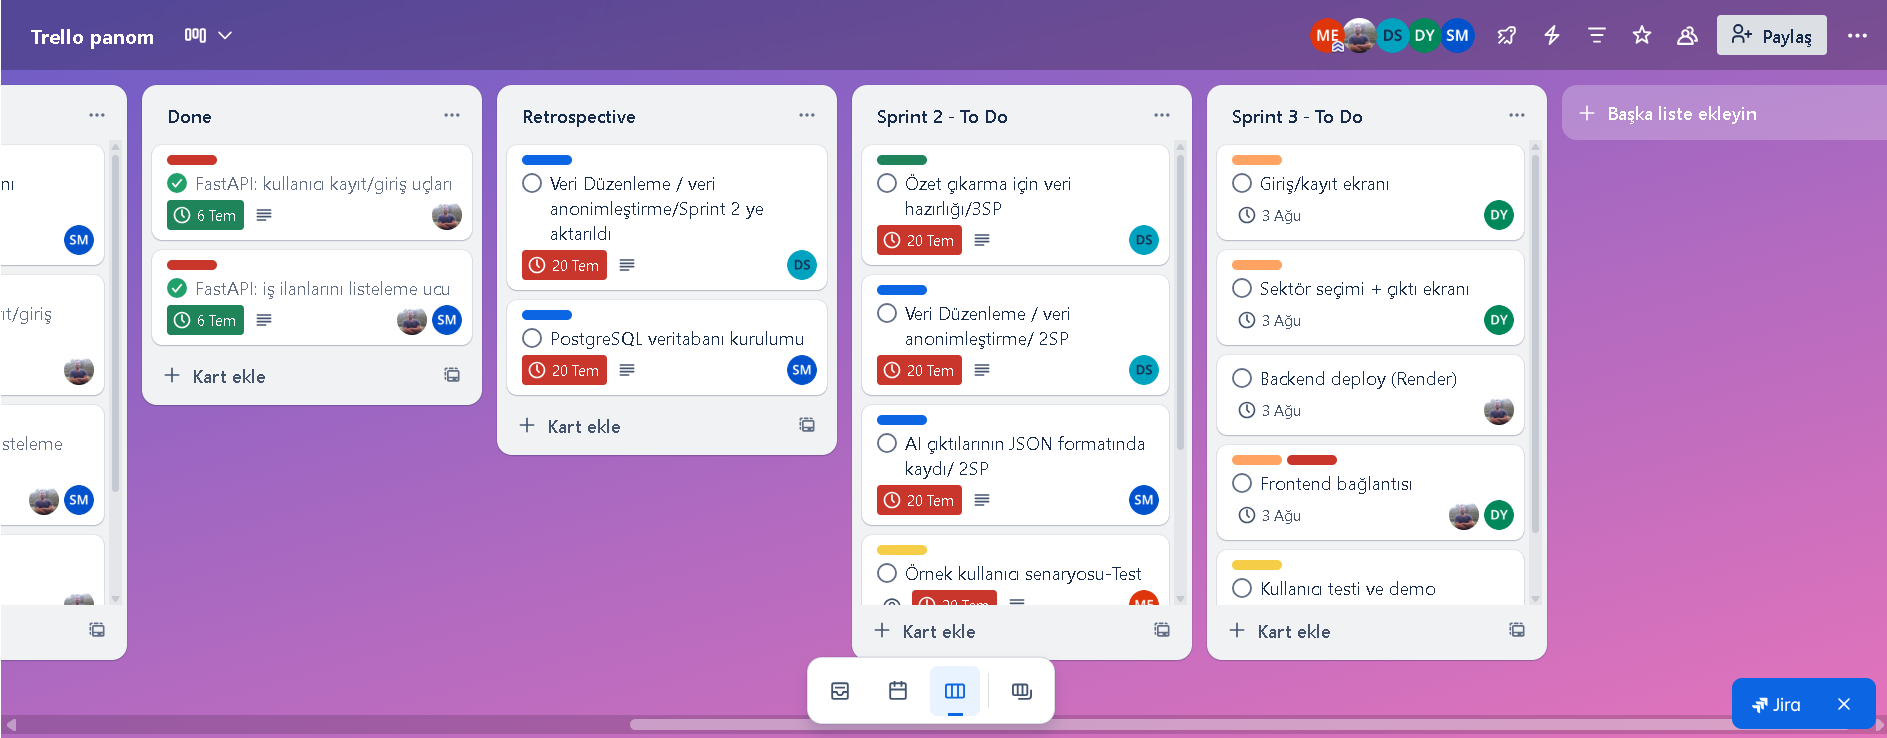 Trello panom
ME
DS
DY
SM
Paylaş
nı
SM
ıt/giriş
steleme
SM
Done
FastAPI: kullanıcı kayıt/giriş uçları
6 Tem
FastAPI: iş ilanlarını listeleme ucu
6 Tem
SM
Kart ekle
Retrospective
Veri Düzenleme / veri
anonimleştirme/Sprint 2 ye
aktarıldı
20 Tem
DS
PostgreSQL veritabanı kurulumu
20 Tem
SM
Kart ekle
Sprint 2 - To Do
Özet çıkarma için veri
hazırlığı/3SP
20 Tem
DS
Veri Düzenleme / veri
anonimleştirme/ 2SP
20 Tem
DS
AI çıktılarının JSON formatında
kaydı/ 2SP
20 Tem
SM
Örnek kullanıcı senaryosu-Test
20 Tem
ME
Kart ekle
Sprint 3 - To Do
Giriş/kayıt ekranı
3 Ağu
DY
Sektör seçimi + çıktı ekranı
3 Ağu
DY
Backend deploy (Render)
3 Ağu
Frontend bağlantısı
3 Ağu
DY
Kullanıcı testi ve demo
Kart ekle
Başka liste ekleyin
Jira